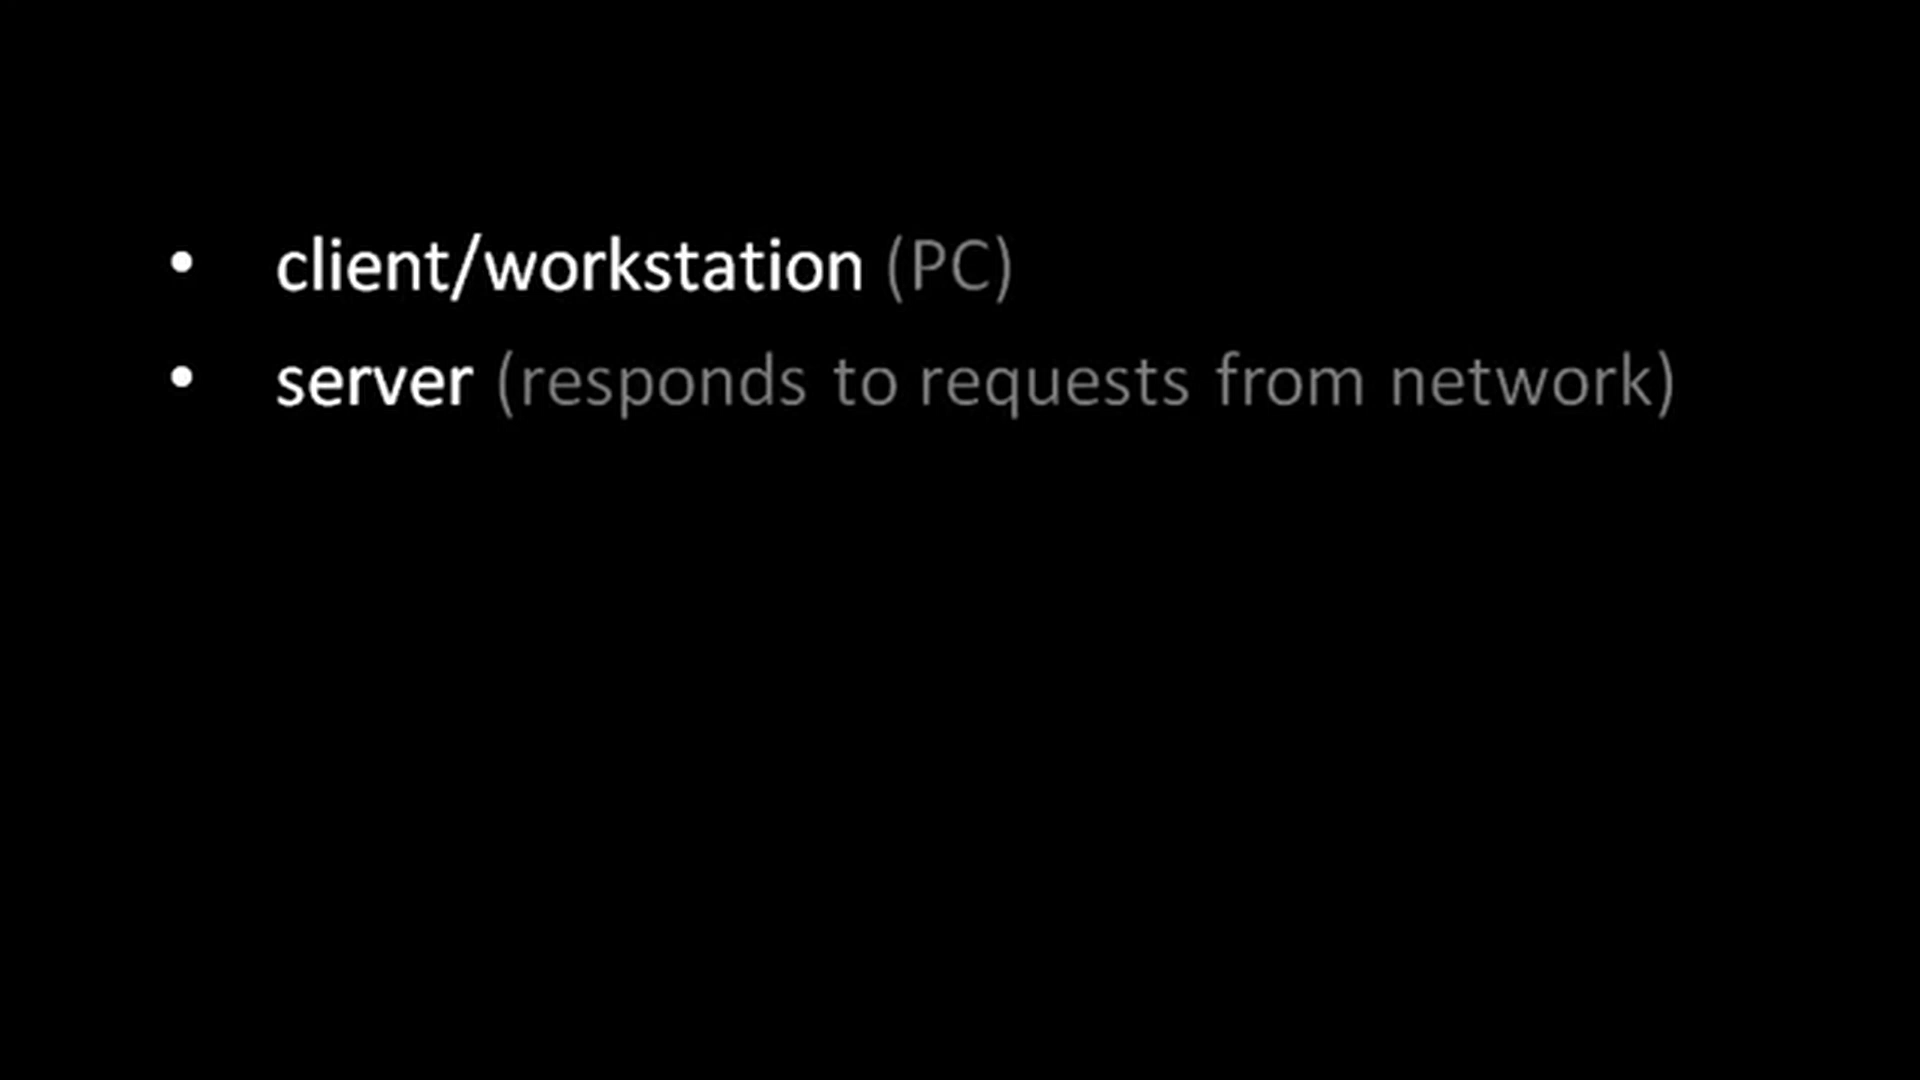 • client/workstation (PC)
• server (responds to requests from network)